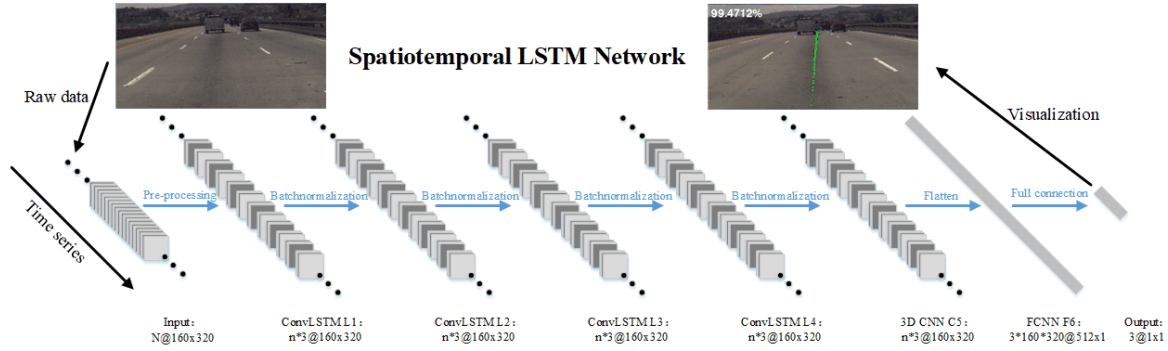 99.4712%
Spatiotemporal LSTM Network
Raw data
Visualization
Time series
Pre-processing
Batchnormalization
Batchnormalization
Batchnormalization
Batchnormalization
Flatten
Full connection
Input:
N@160x320
ConvLSTM L1:
n*3@160x320
ConvLSTM L2:
n*3@160x320
ConvLSTM L3:
n*3@160x320
ConvLSTM L4:
n*3@160x320
3D CNN C5:
n*3@160x320
FCNN F6:
3*160*320@512x1
Output:
3@1x1